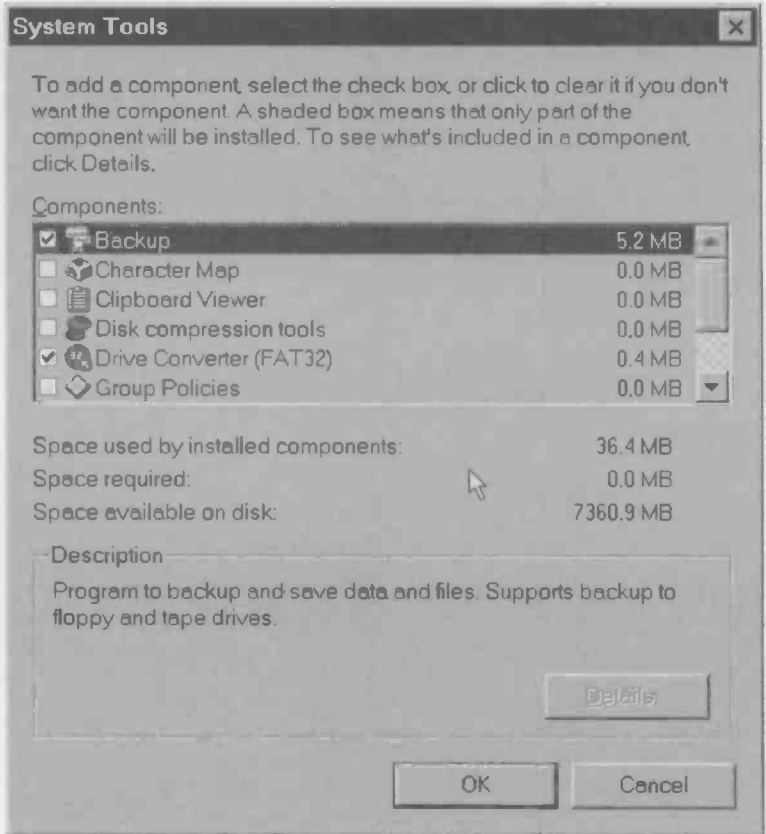 System Tools
To add a component, select the check box, or click to clear it if you don't
want the component. A shaded box means that only part of the
component will be installed. To see what's included in a component,
click Details.
Components:
Backup 5.2 MB
Character Map 0.0 MB
Clipboard Viewer 0.0 MB
Disk compression tools 0.0 MB
Drive Converter (FAT32) 0.4 MB
Group Policies 0.0 MB
Space used by installed components: 36.4 MB
Space required: 0.0 MB
Space available on disk: 7360.9 MB
Description
Program to backup and save data and files. Supports backup to
floppy and tape drives.
Details
OK Cancel